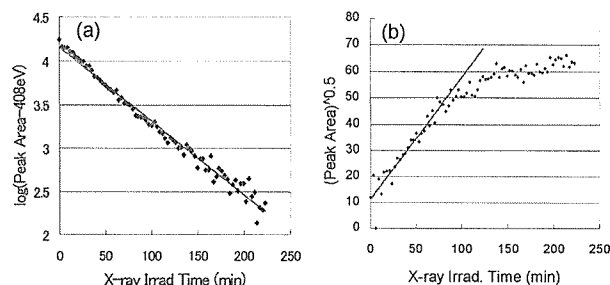 (a)
log(Peak Area-408eV)
4.5
4
3.5
3
2.5
2
0 50 100 150 200 250
X-ray Irrad Time (min)
(b)
(Peak Area)^0.5
80
70
60
50
40
30
20
10
0
0 50 100 150 200 250
X-ray Irrad. Time (min)